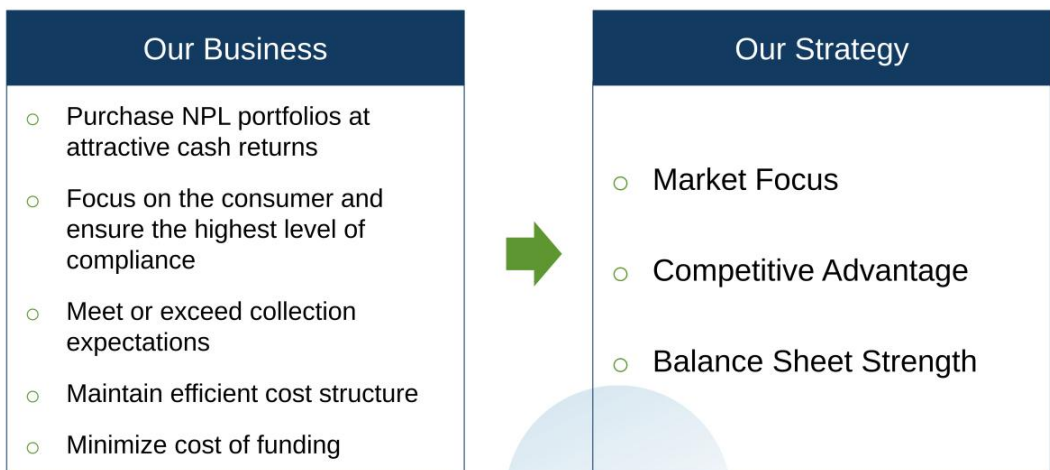 Our Business
○ Purchase NPL portfolios at
attractive cash returns
○ Focus on the consumer and
ensure the highest level of
compliance
○ Meet or exceed collection
expectations
○ Maintain efficient cost structure
○ Minimize cost of funding
Our Strategy
○ Market Focus
○ Competitive Advantage
○ Balance Sheet Strength